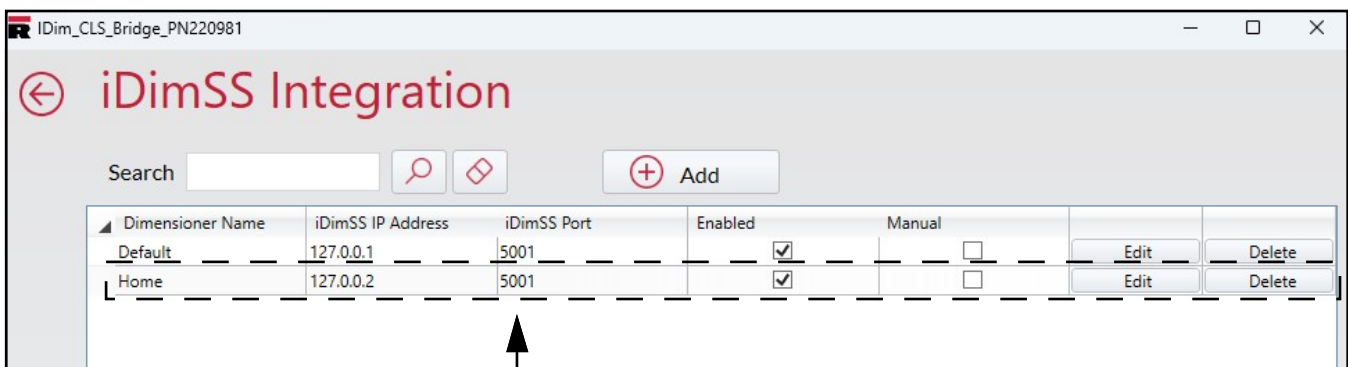 IDim_CLS_Bridge_PN220981
iDimSS Integration
Search Add
Dimensioner Name iDimSS IP Address iDimSS Port Enabled Manual
Default 127.0.0.1 5001 Edit Delete
Home 127.0.0.2 5001 Edit Delete